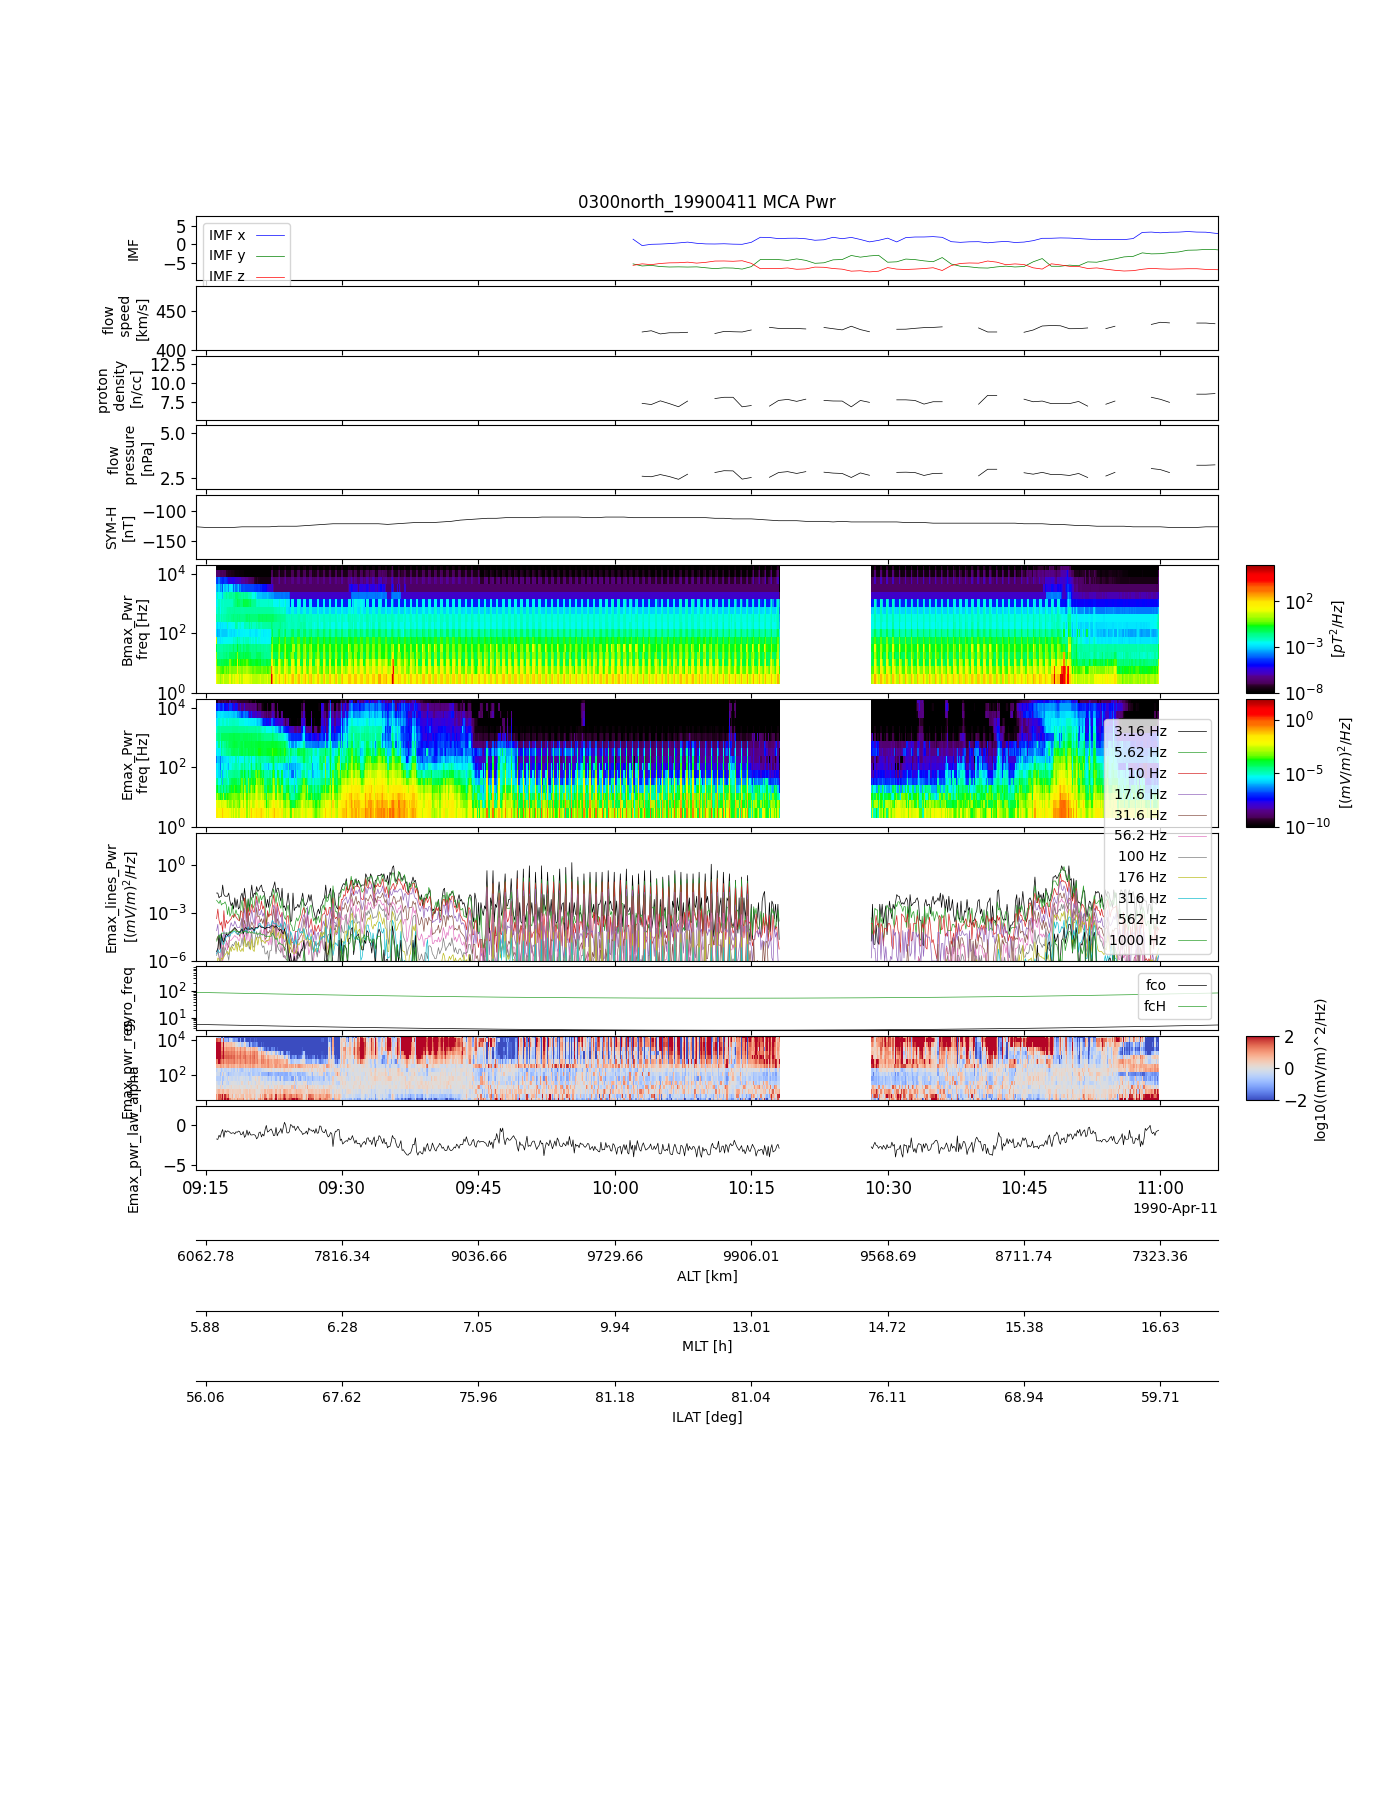 0300north_19900411 MCA Pwr
5
0
−5
IMF
IMF x
IMF y
IMF z
450
400
flow
speed
[km/s]
12.5
10.0
7.5
proton
density
[n/cc]
5.0
2.5
flow
pressure
[nPa]
−100
−150
SYM-H
[nT]
10^4
10^2
10^0
Bmax_Pwr
freq [Hz]
10^2
10^−3
10^−8
[pT^2/Hz]
10^4
10^2
10^0
Emax_Pwr
freq [Hz]
10^0
10^−5
10^−10
[(mV/m)^2/Hz]
3.16 Hz
5.62 Hz
10 Hz
17.6 Hz
31.6 Hz
56.2 Hz
100 Hz
176 Hz
316 Hz
562 Hz
1000 Hz
10^0
10^−3
10^−6
Emax_lines_Pwr
[(mV/m)^2/Hz]
10^2
10^1
gyro_freq
fco
fcH
10^4
10^2
Emax_pwr_reg
2
0
−2
log10((mV/m)^2/Hz)
0
−5
Emax_pwr_law_alpha
09:15 09:30 09:45 10:00 10:15 10:30 10:45 11:00
1990-Apr-11
6062.78 7816.34 9036.66 9729.66 9906.01 9568.69 8711.74 7323.36
ALT [km]
5.88 6.28 7.05 9.94 13.01 14.72 15.38 16.63
MLT [h]
56.06 67.62 75.96 81.18 81.04 76.11 68.94 59.71
ILAT [deg]